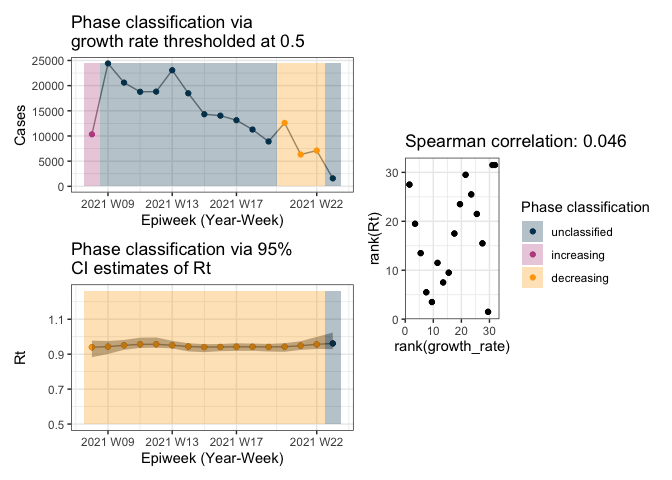 Phase classification via
growth rate thresholded at 0.5
25000
20000
15000
10000
5000
0
Cases
2021 W09
2021 W13
2021 W17
2021 W22
Epiweek (Year-Week)
Phase classification via 95%
CI estimates of Rt
1.1
0.9
0.7
0.5
Rt
2021 W09
2021 W13
2021 W17
2021 W22
Epiweek (Year-Week)
Spearman correlation: 0.046
30
20
10
0
rank(Rt)
0
10
20
30
rank(growth_rate)
Phase classification
unclassified
increasing
decreasing